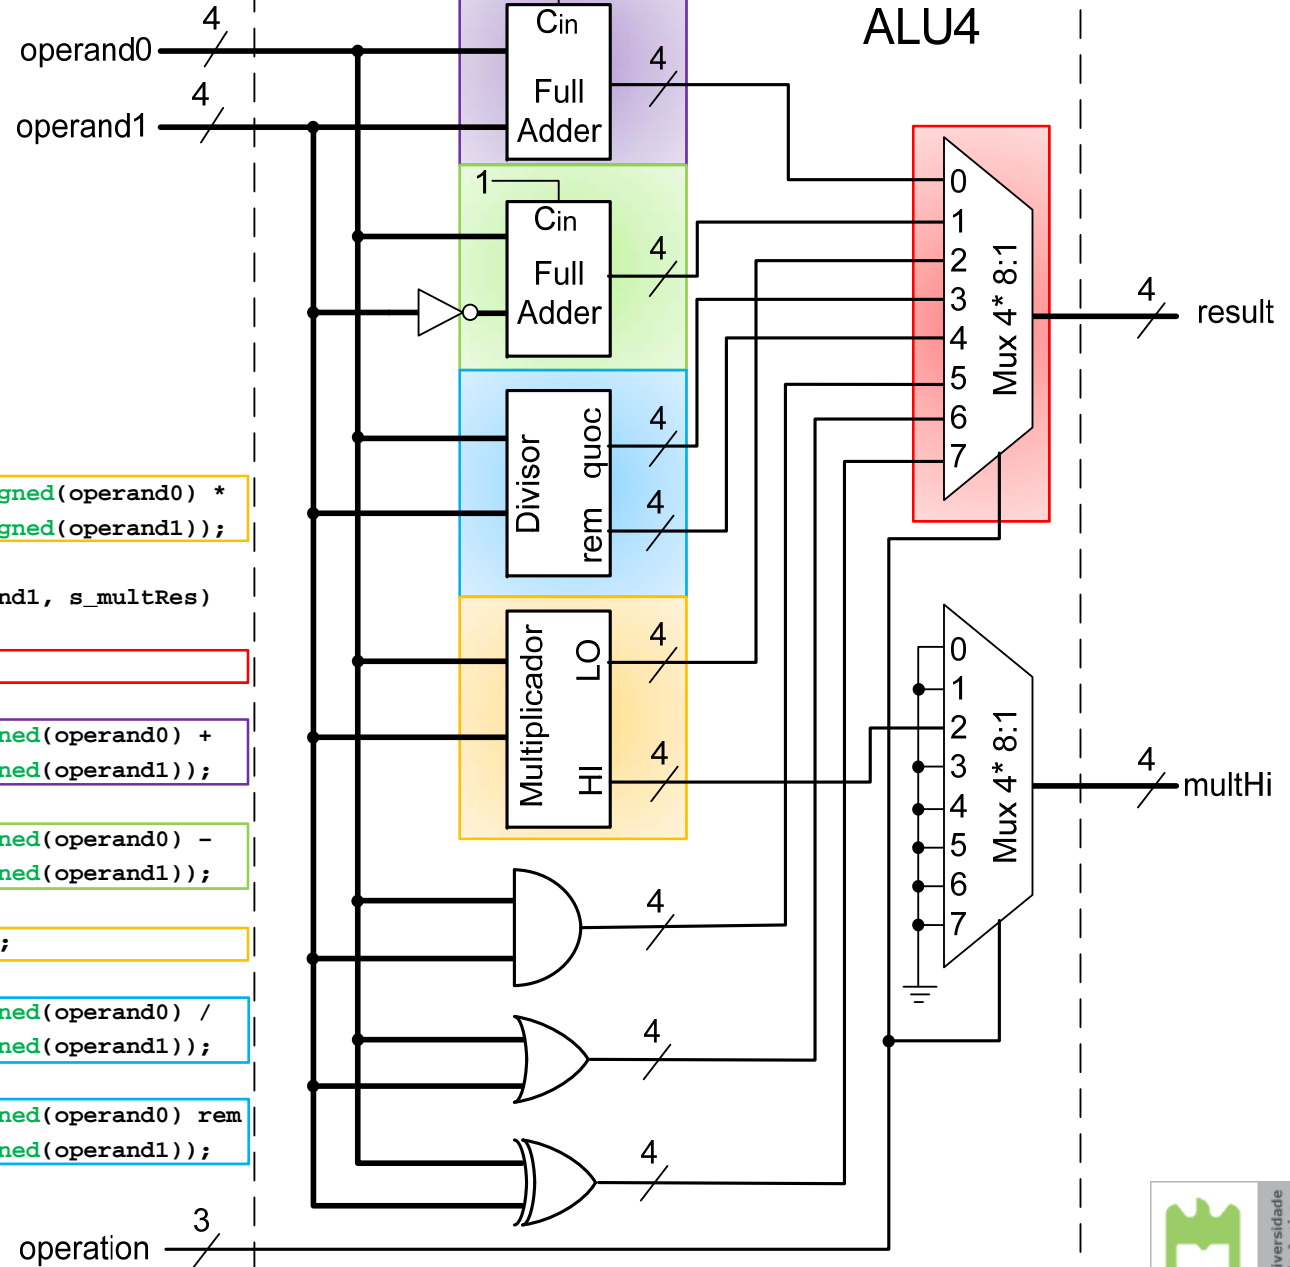 ALU4
operand0
4
operand1
4
Cin
Full
Adder
4
1
Cin
Full
Adder
4
Divisor
quoc
rem
4
4
Multiplicador
LO
HI
4
4
4
4
4
0
1
2
3
4
5
6
7
Mux 4* 8:1
4
result
0
1
2
3
4
5
6
7
Mux 4* 8:1
4
multHi
gned(operand0) *
gned(operand1));
nd1, s_multRes)
ned(operand0) +
ned(operand1));
ned(operand0) –
ned(operand1));
;
ned(operand0) /
ned(operand1));
ned(operand0) rem
ned(operand1));
operation
3